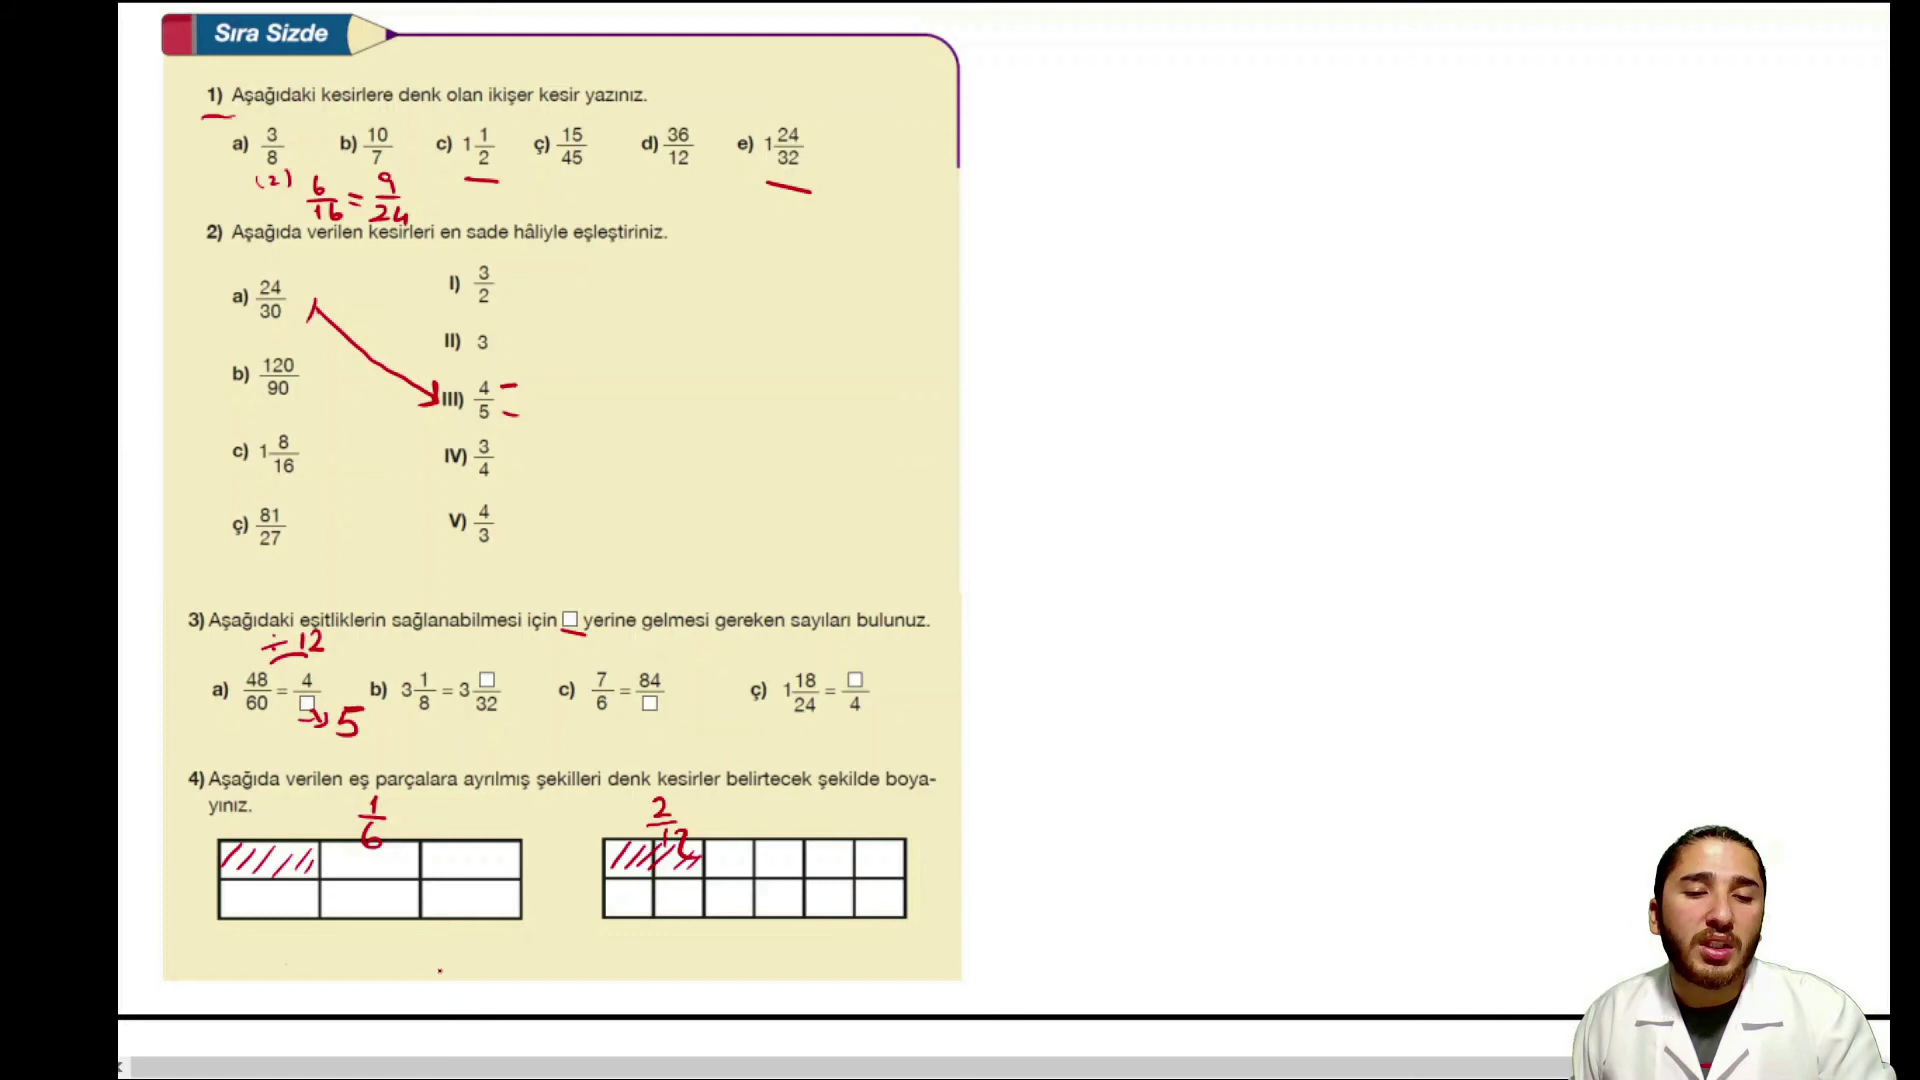 Sıra Sizde
1) Aşağıdaki kesirlere denk olan ikişer kesir yazınız.
a) 3/8 b) 10/7 c) 1 1/2 ç) 15/45 d) 36/12 e) 1 24/32
(2) 6/16 = 9/24
2) Aşağıda verilen kesirleri en sade hâliyle eşleştiriniz.
a) 24/30 I) 3/2
II) 3
b) 120/90 III) 4/5
c) 1 8/16 IV) 3/4
ç) 81/27 V) 4/3
3) Aşağıdaki eşitliklerin sağlanabilmesi için □ yerine gelmesi gereken sayıları bulunuz.
÷ 12
a) 48/60 = 4/□ b) 3 1/8 = 3 □/32 c) 7/6 = 84/□ ç) 1 18/24 = □/4
5
4) Aşağıda verilen eş parçalara ayrılmış şekilleri denk kesirler belirtecek şekilde boya-
yınız.
1/6 2/12